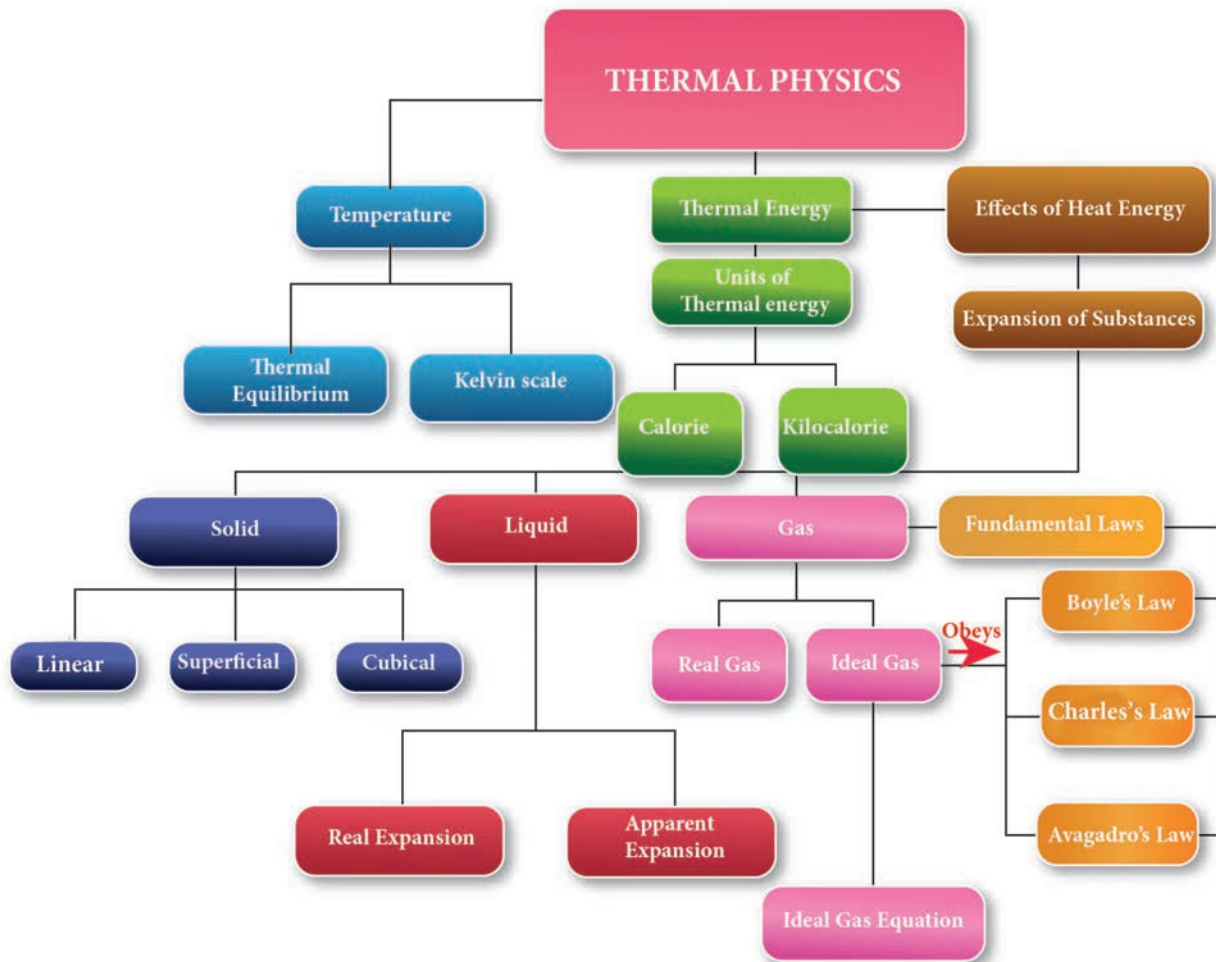 THERMAL PHYSICS
Temperature
Thermal Energy
Effects of Heat Energy
Units of
Thermal energy
Expansion of Substances
Thermal
Equilibrium
Kelvin scale
Calorie
Kilocalorie
Solid
Liquid
Gas
Fundamental Laws
Linear
Superficial
Cubical
Real Gas
Ideal Gas
Obeys
Boyle's Law
Charles's Law
Avagadro's Law
Real Expansion
Apparent
Expansion
Ideal Gas Equation